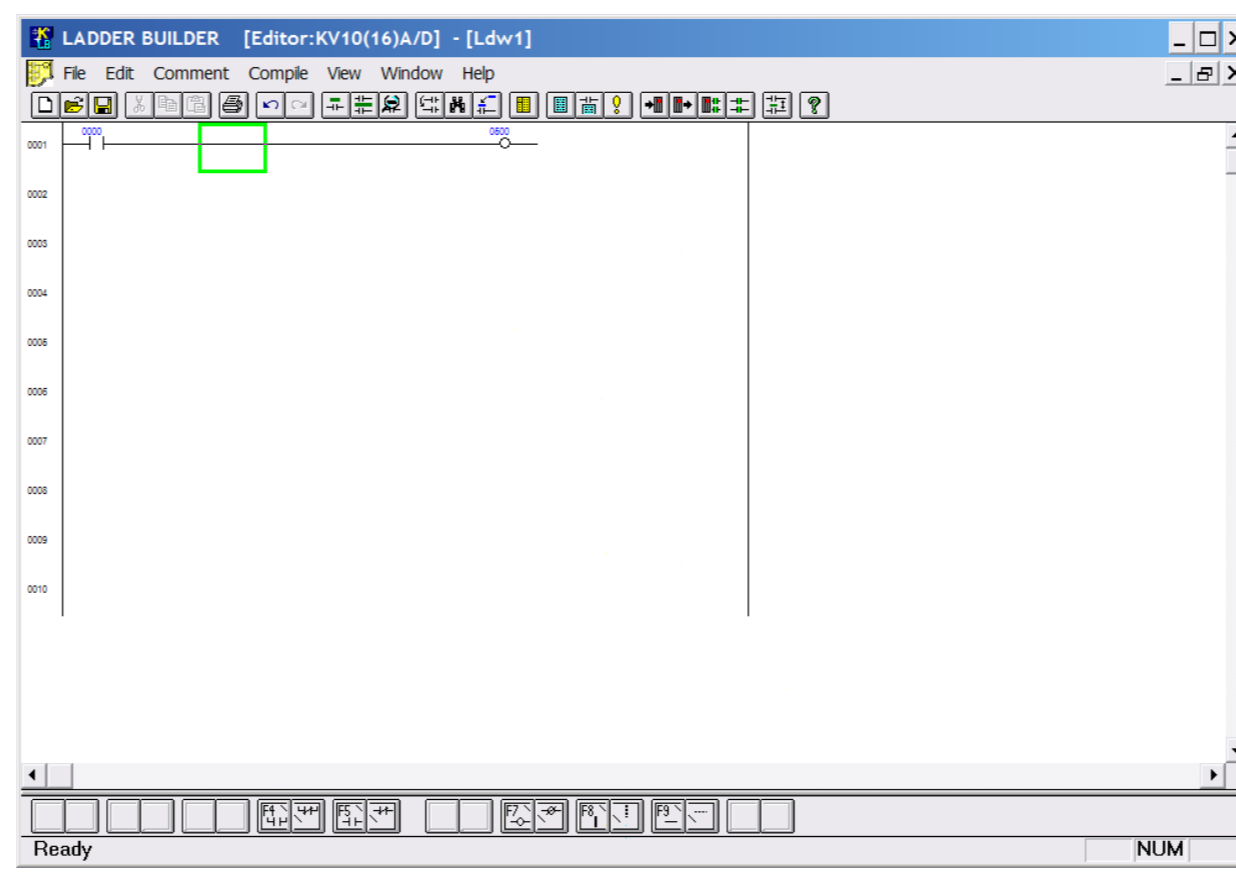 LADDER BUILDER [Editor:KV10(16)A/D] - [Ldw1]
File Edit Comment Compile View Window Help
0000 0500
0001
0002
0003
0004
0005
0006
0007
0008
0009
0010
F4 F5 F7 F8 F9
Ready NUM